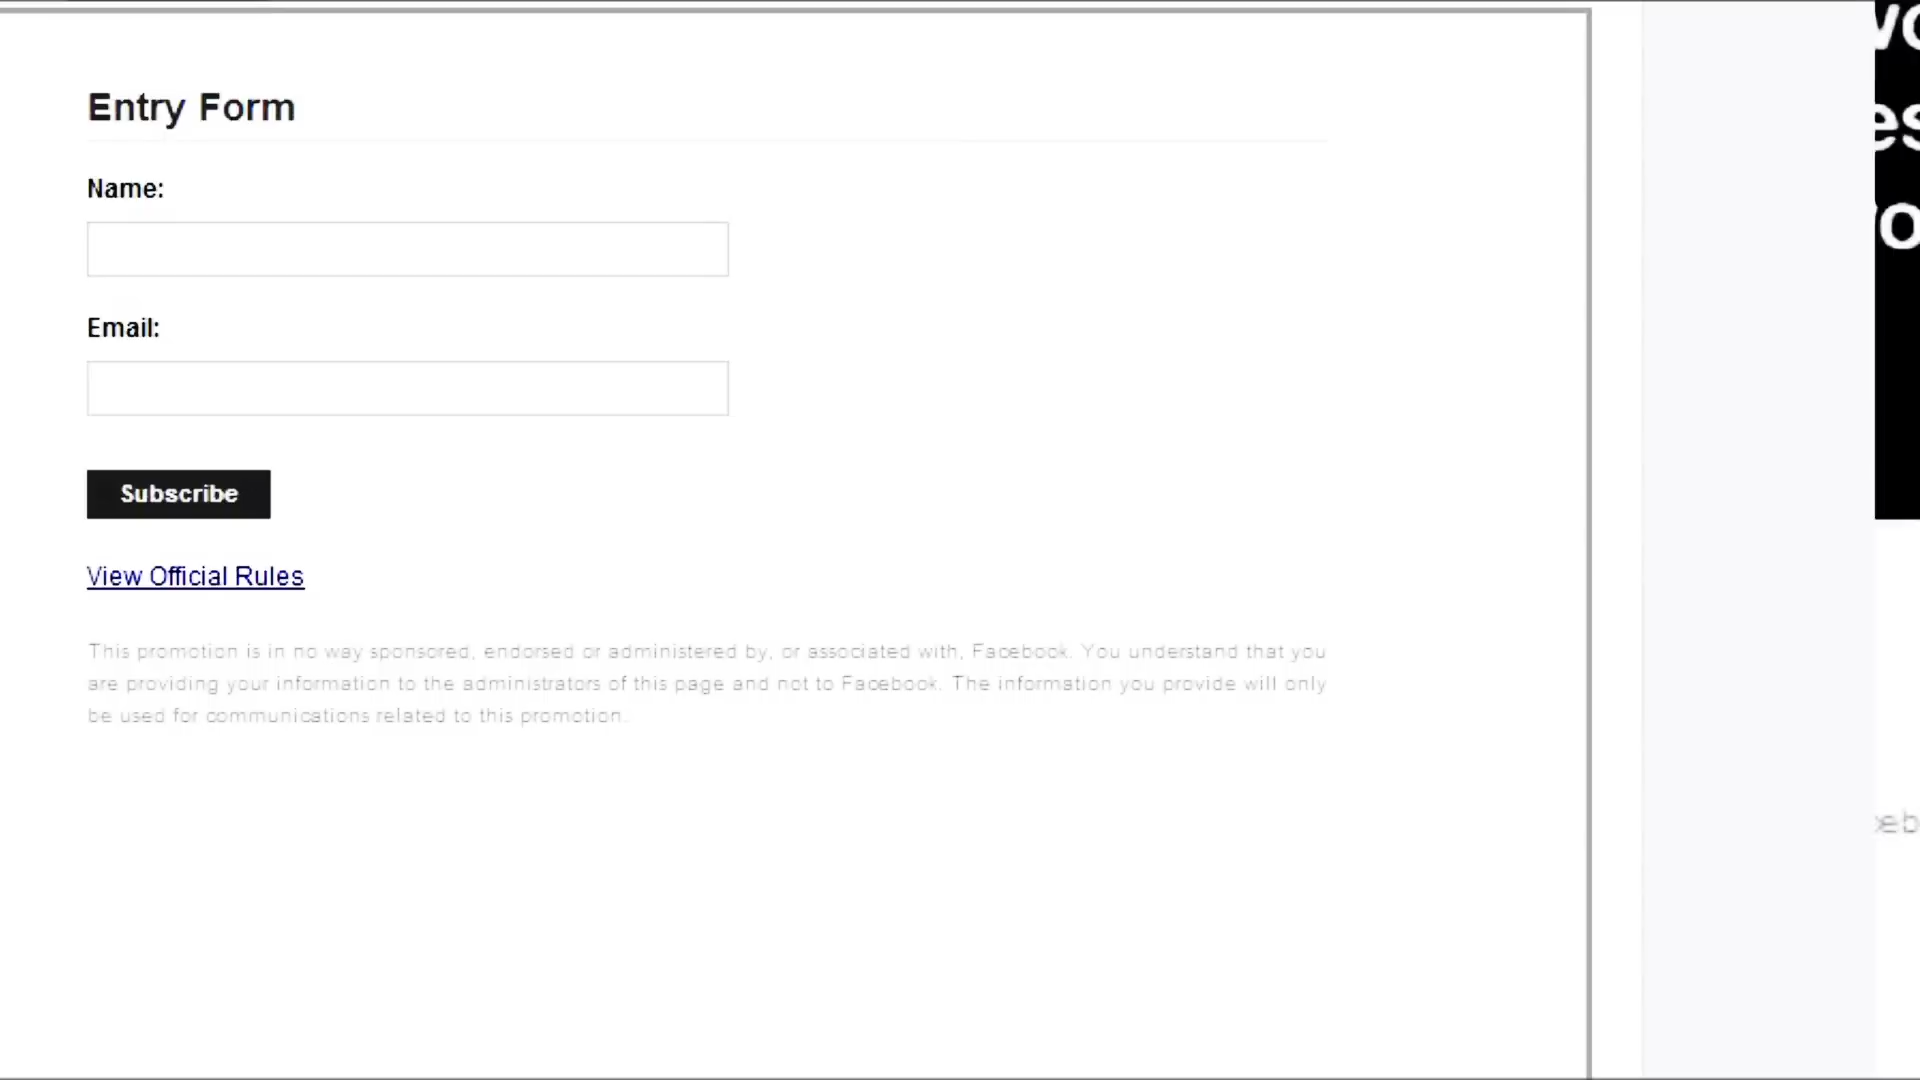 Entry Form
Name:
Email:
Subscribe
View Official Rules
This promotion is in no way sponsored, endorsed or administered by, or associated with, Facebook. You understand that you
are providing your information to the administrators of this page and not to Facebook. The information you provide will only
be used for communications related to this promotion.